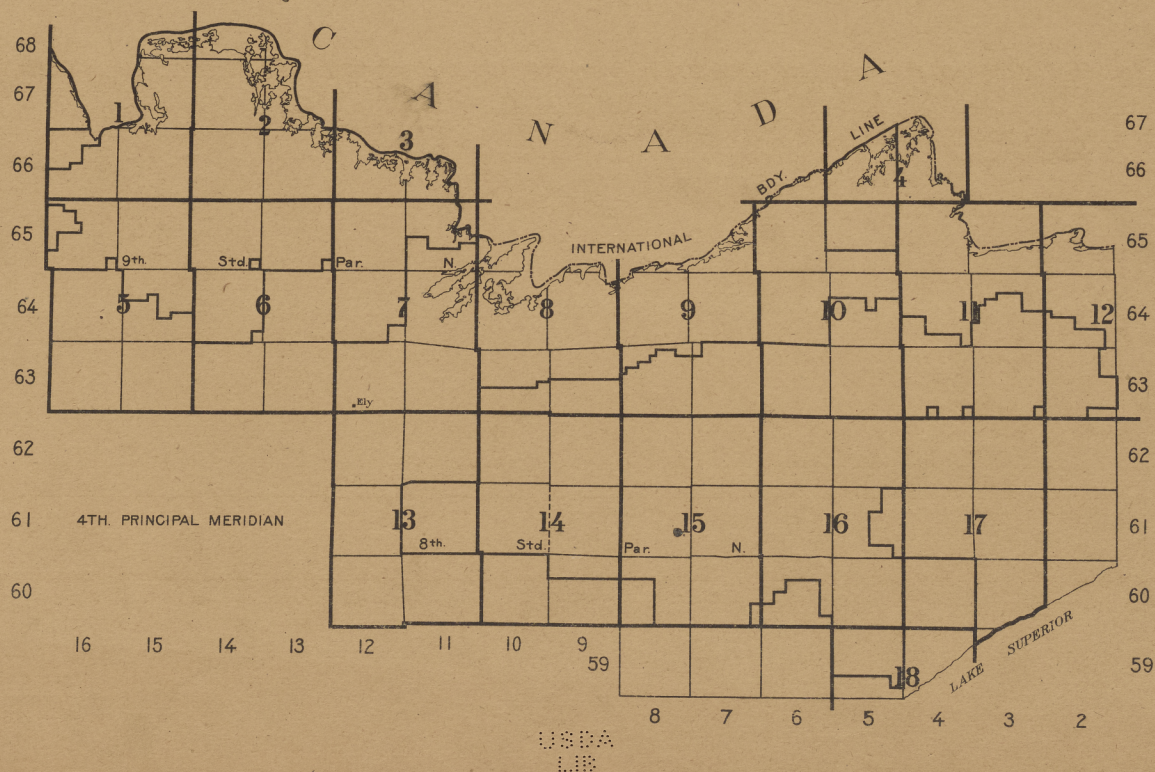 68
C
A
N
A
D
A
67
1
2
3
LINE
67
66
BDY.
4
66
65
INTERNATIONAL
65
9th. Std. Par. N.
64
5 6 7 8 9 10 11 12
64
63
63
Ely
62
62
61
4TH. PRINCIPAL MERIDIAN
13 14 15 16 17
61
8th. Std. Par. N.
60
60
16 15 14 13 12 11 10 9
59
LAKE SUPERIOR
59
18
8 7 6 5 4 3 2
USDA
LIB